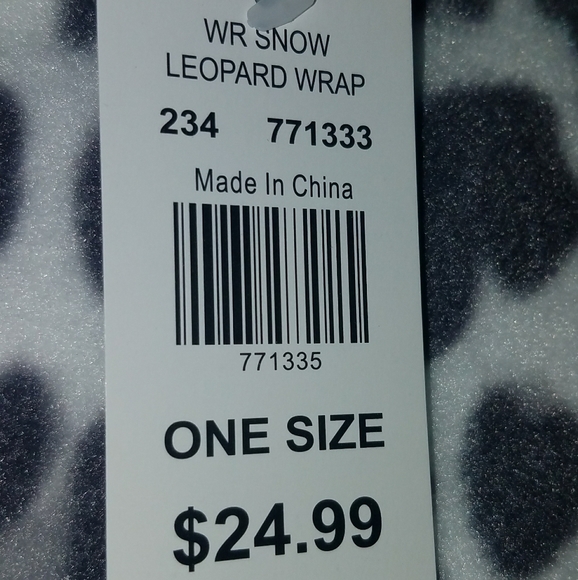 WR SNOW
LEOPARD WRAP
234 771333
Made In China
771335
ONE SIZE
$24.99